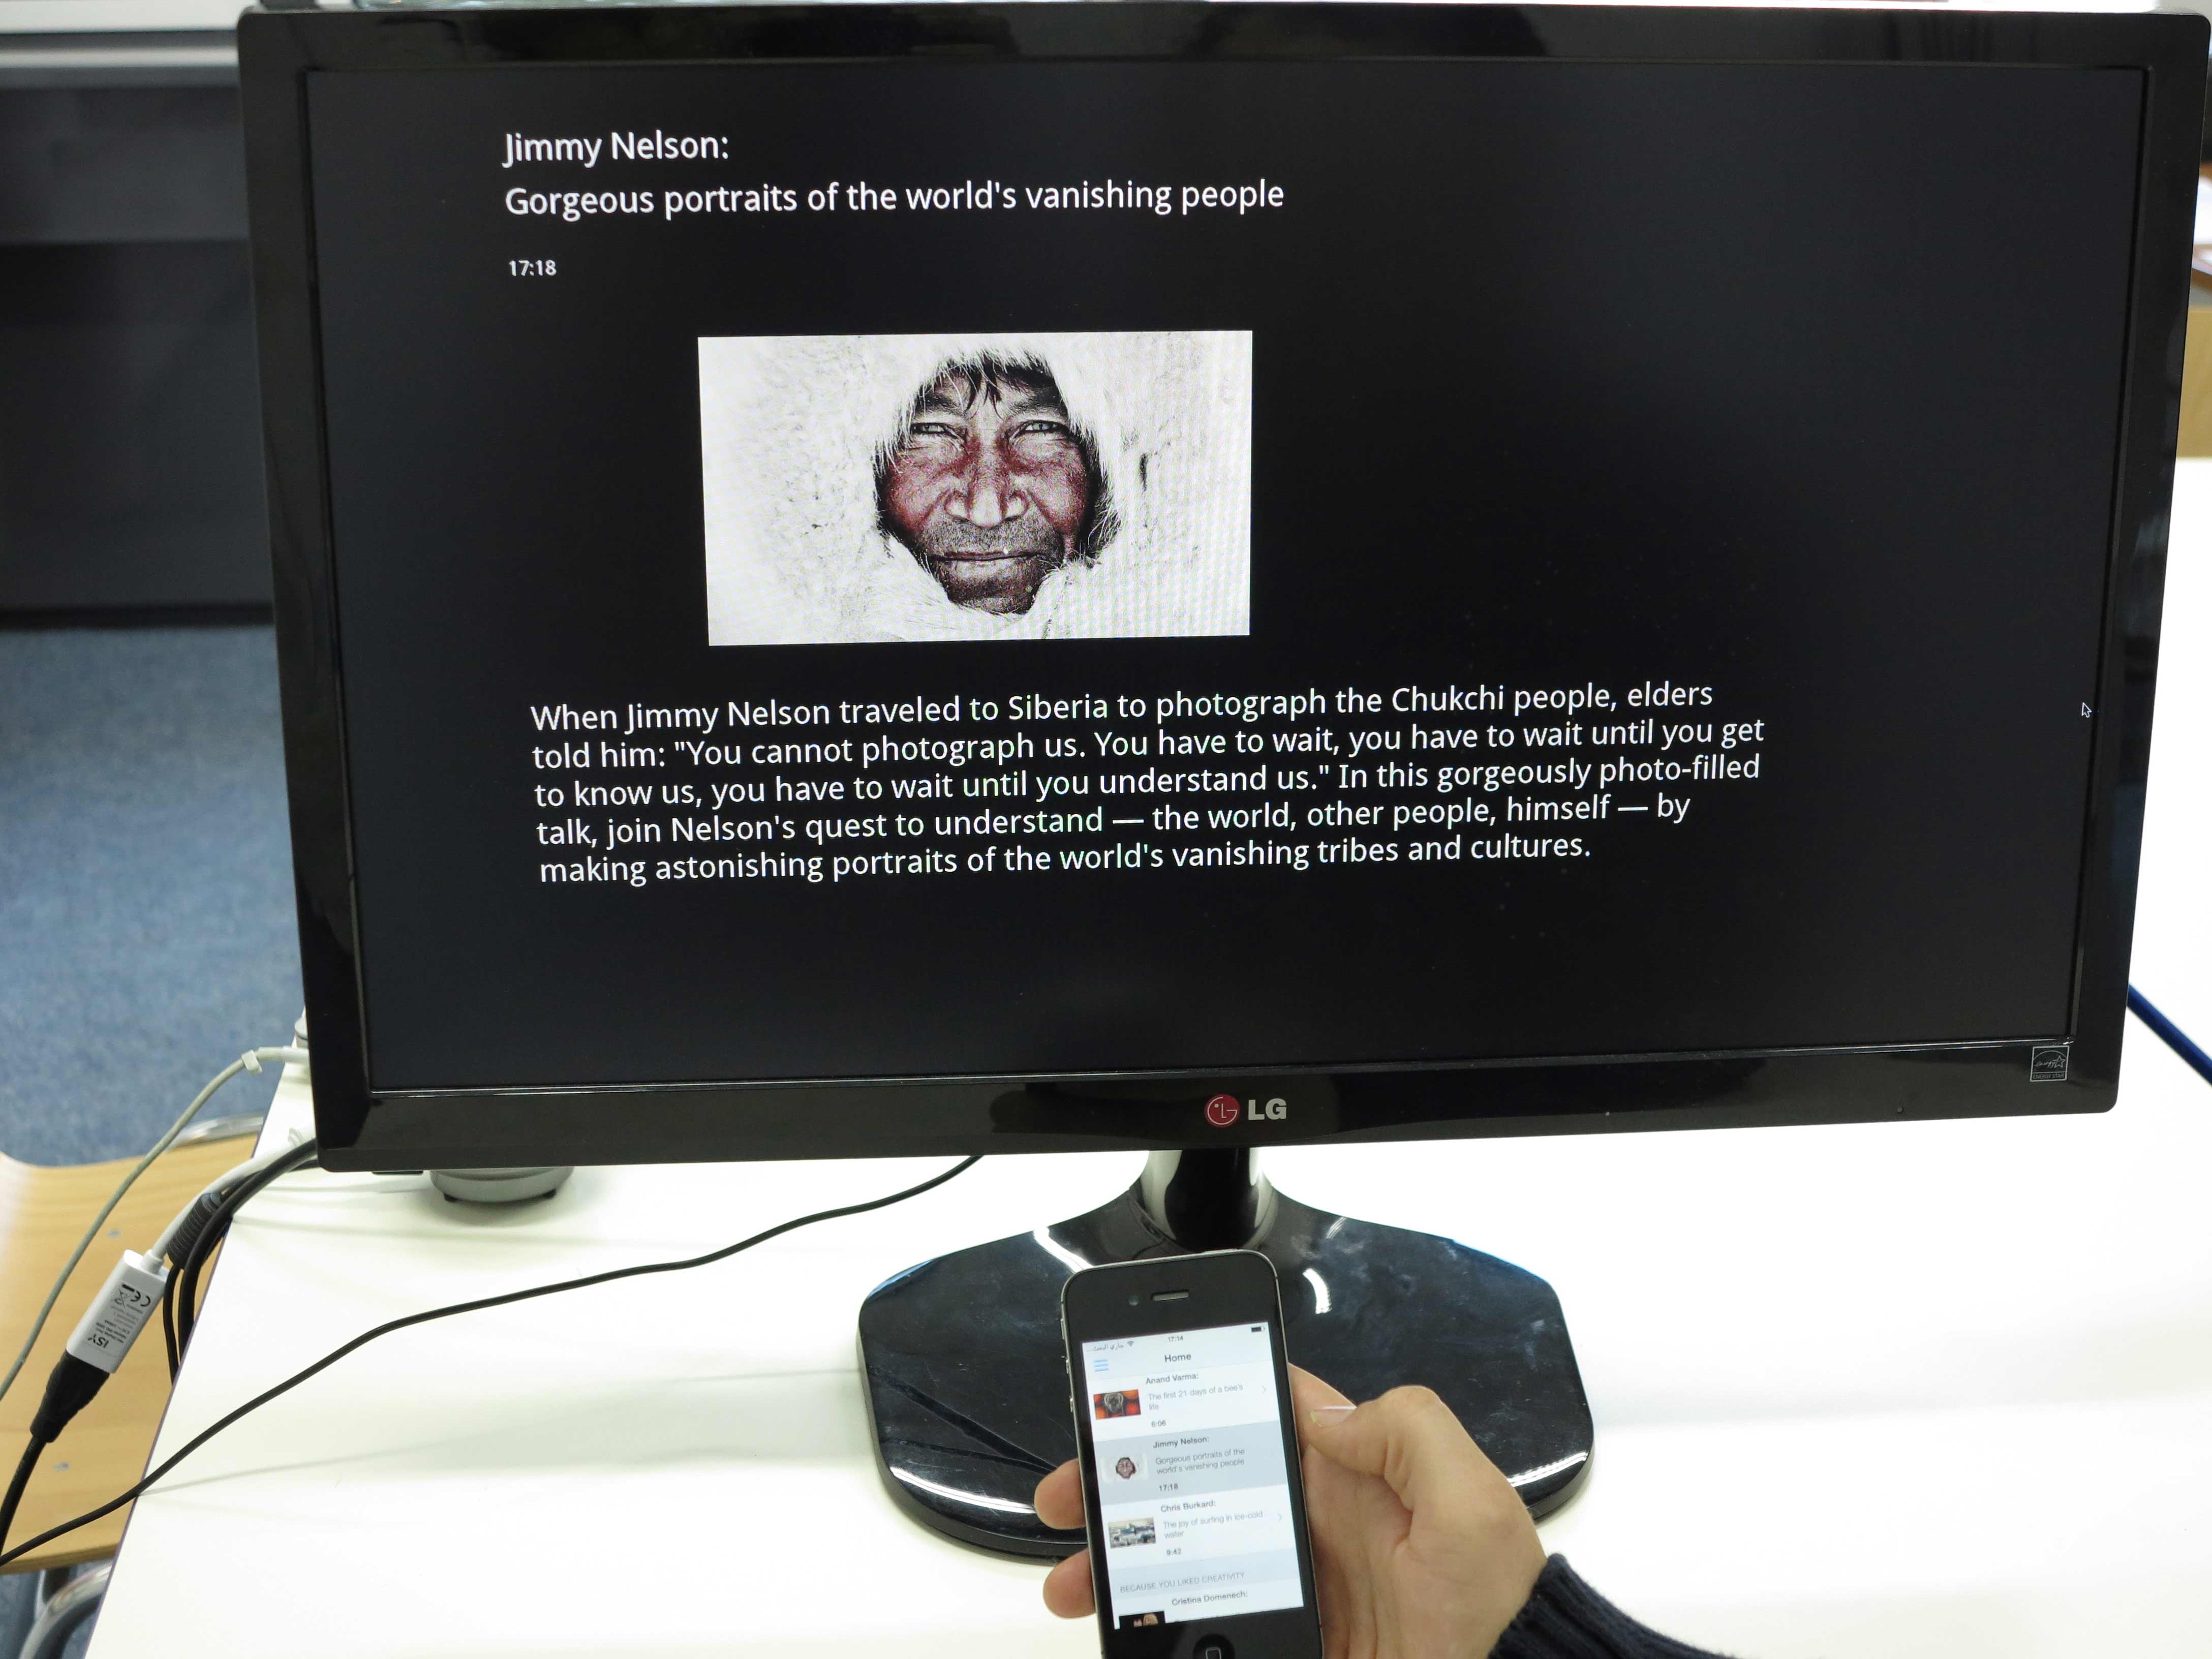 Jimmy Nelson:
Gorgeous portraits of the world's vanishing people
17:18
When Jimmy Nelson traveled to Siberia to photograph the Chukchi people, elders
told him: "You cannot photograph us. You have to wait, you have to wait until you get
to know us, you have to wait until you understand us." In this gorgeously photo-filled
talk, join Nelson's quest to understand — the world, other people, himself — by
making astonishing portraits of the world's vanishing tribes and cultures.
LG
ISY
CE
جاري البحث
17:14
Home
Anand Varma:
The first 21 days of a bee's
life
6:06
Jimmy Nelson:
Gorgeous portraits of the
world's vanishing people
17:18
Chris Burkard:
The joy of surfing in ice-cold
water
9:42
BECAUSE YOU LIKED CREATIVITY
Cristina Domenech: